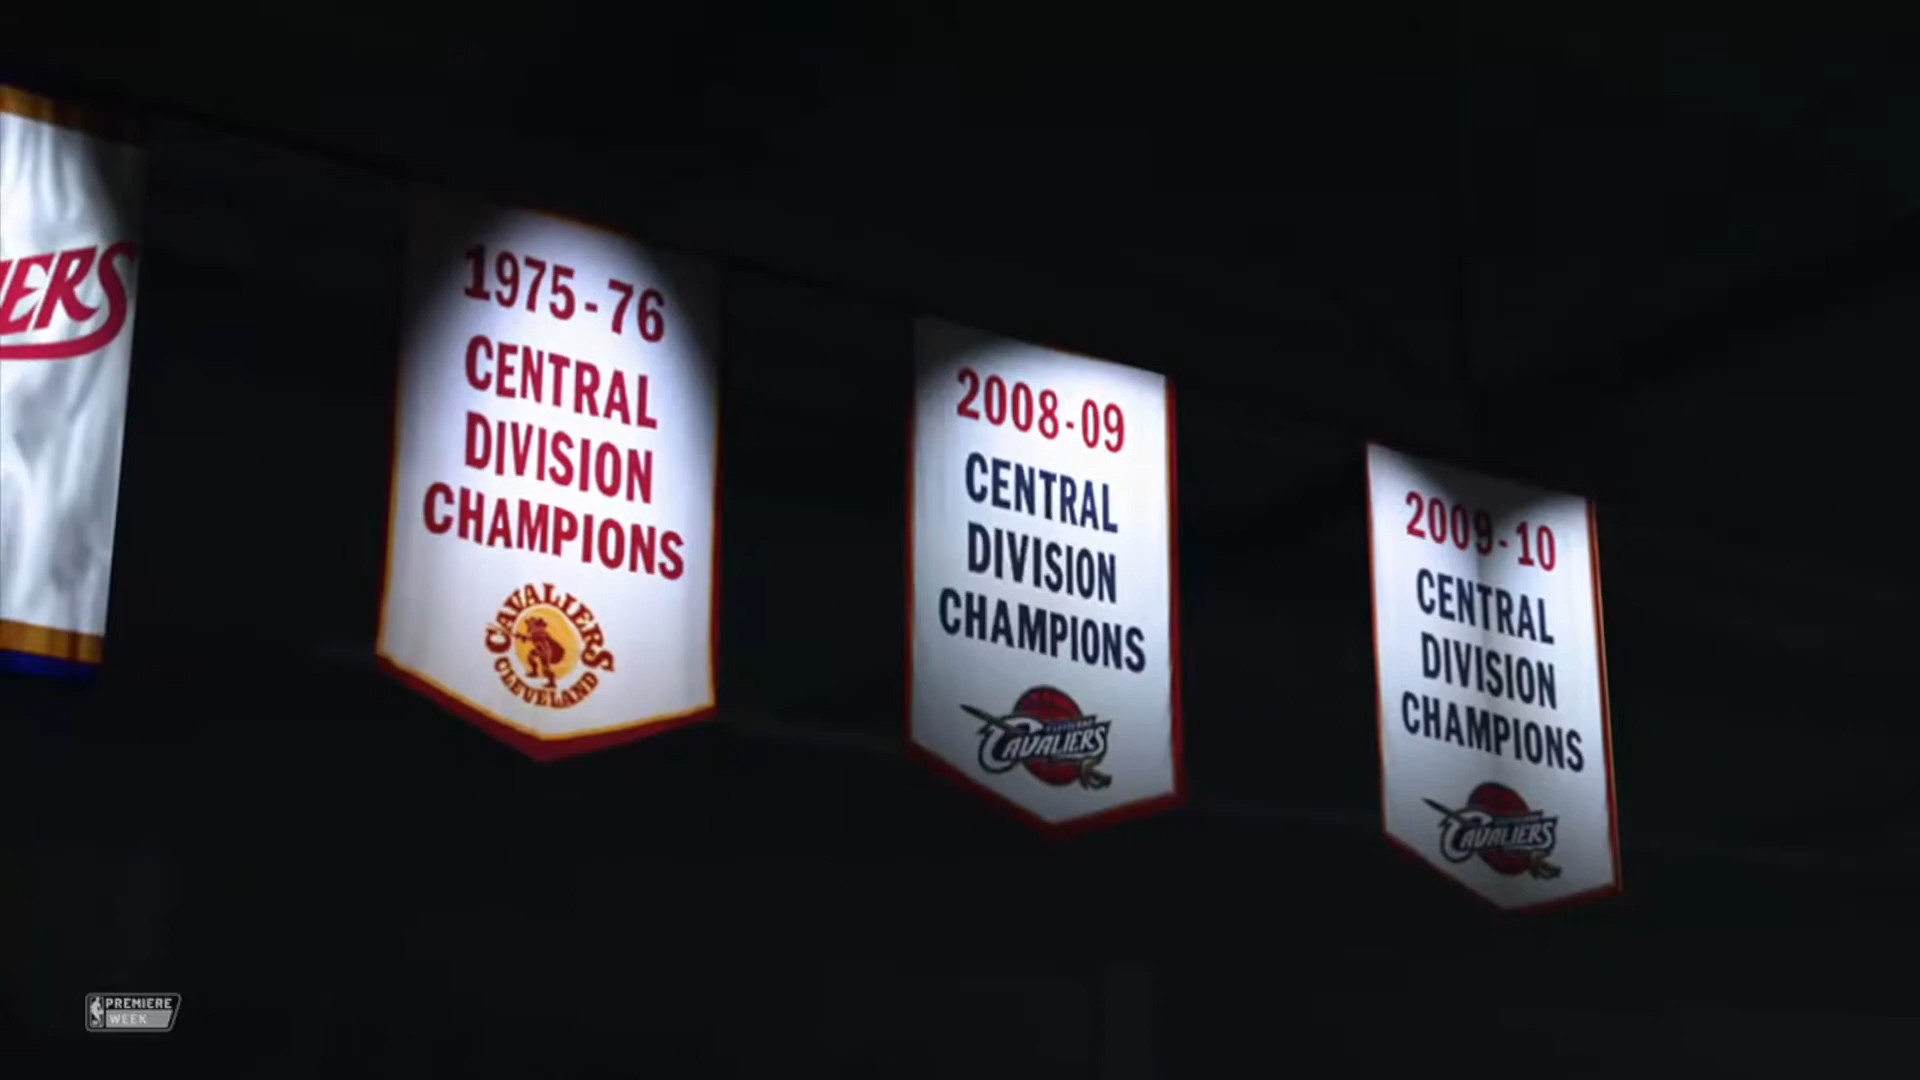 ERS
1975-76
CENTRAL
DIVISION
CHAMPIONS
CAVALIERS
CLEVELAND
2008-09
CENTRAL
DIVISION
CHAMPIONS
CAVALIERS
2009-10
CENTRAL
DIVISION
CHAMPIONS
CAVALIERS
PREMIERE
WEEK